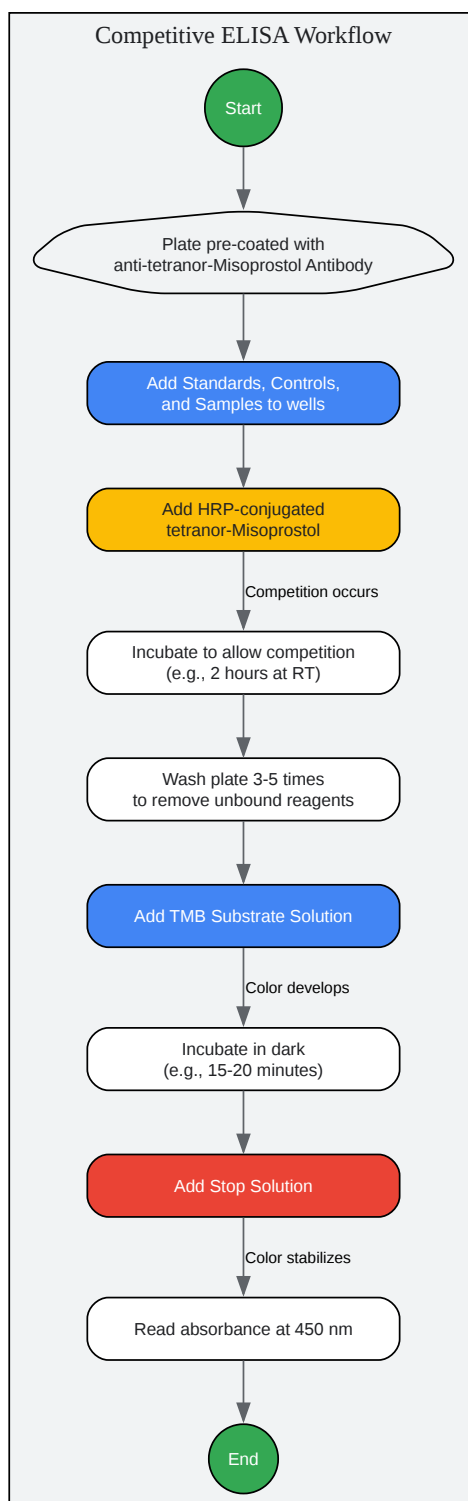 Competitive ELISA Workflow
Start
Plate pre-coated with
anti-tetranor-Misoprostol Antibody
Add Standards, Controls,
and Samples to wells
Add HRP-conjugated
tetranor-Misoprostol
Competition occurs
Incubate to allow competition
(e.g., 2 hours at RT)
Wash plate 3-5 times
to remove unbound reagents
Add TMB Substrate Solution
Color develops
Incubate in dark
(e.g., 15-20 minutes)
Add Stop Solution
Color stabilizes
Read absorbance at 450 nm
End